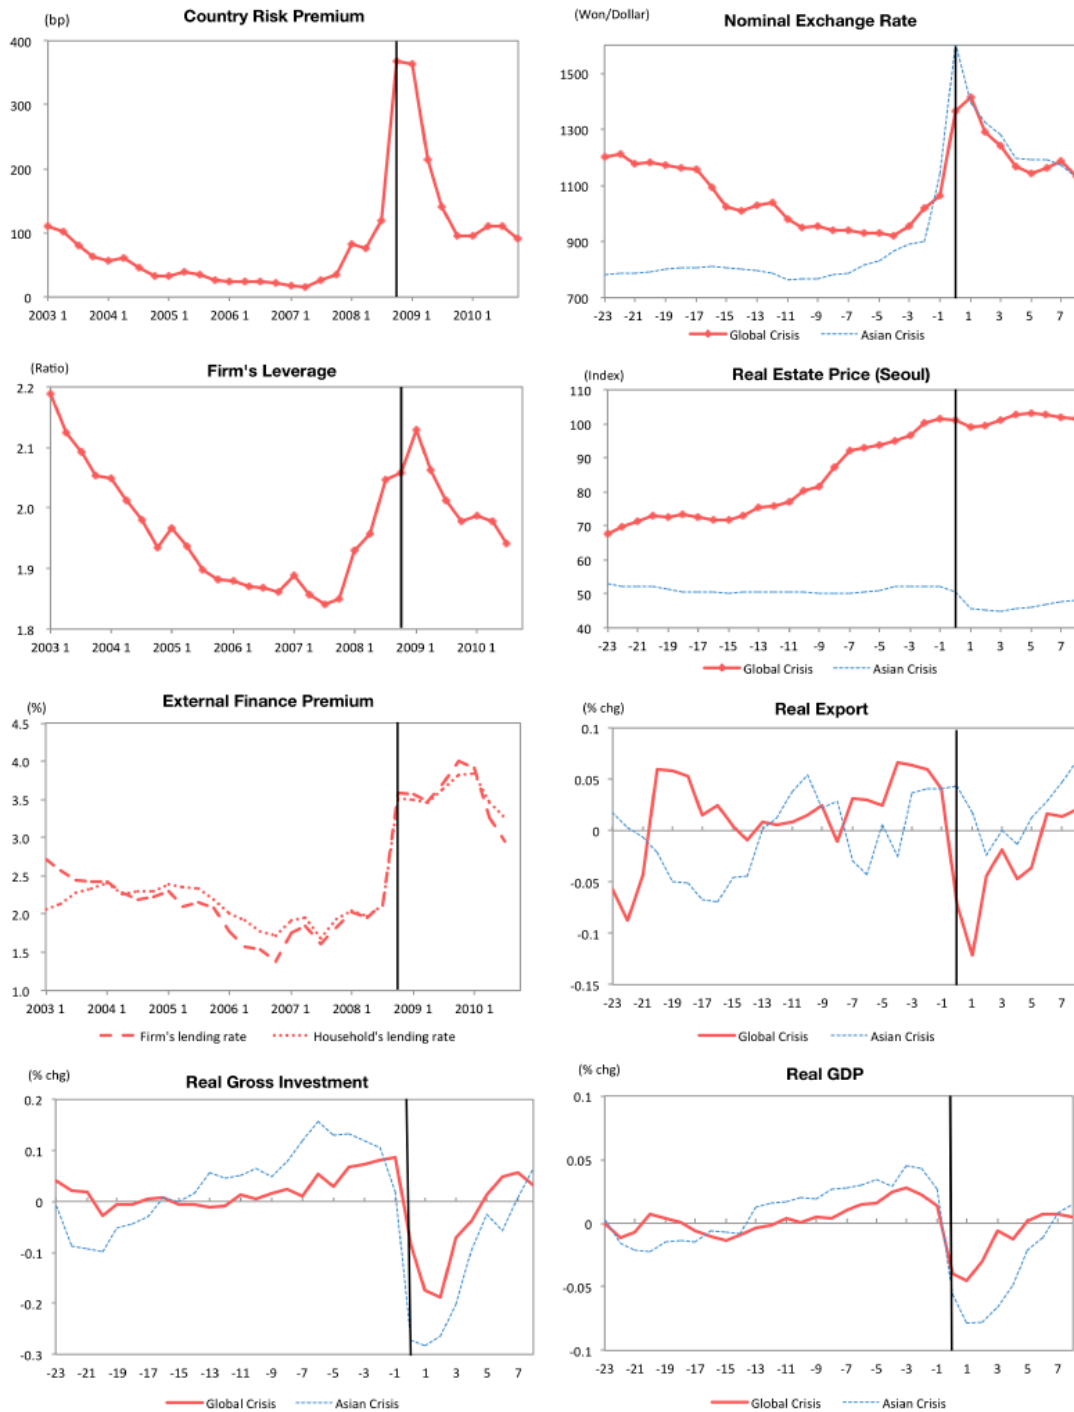 Country Risk Premium
(bp)
400
300
200
100
0
2003 1 2004 1 2005 1 2006 1 2007 1 2008 1 2009 1 2010 1
Nominal Exchange Rate
(Won/Dollar)
1500
1300
1100
900
700
-23 -21 -19 -17 -15 -13 -11 -9 -7 -5 -3 -1 1 3 5 7
Global Crisis Asian Crisis
Firm's Leverage
(Ratio)
2.2
2.1
2.0
1.9
1.8
2003 1 2004 1 2005 1 2006 1 2007 1 2008 1 2009 1 2010 1
Real Estate Price (Seoul)
(Index)
110
100
90
80
70
60
50
40
-23 -21 -19 -17 -15 -13 -11 -9 -7 -5 -3 -1 1 3 5 7
Global Crisis Asian Crisis
External Finance Premium
(%)
4.5
4.0
3.5
3.0
2.5
2.0
1.5
1.0
2003 1 2004 1 2005 1 2006 1 2007 1 2008 1 2009 1 2010 1
Firm's lending rate Household's lending rate
Real Export
(% chg)
0.1
0.05
0
-0.05
-0.1
-0.15
-23 -21 -19 -17 -15 -13 -11 -9 -7 -5 -3 -1 1 3 5 7
Global Crisis Asian Crisis
Real Gross Investment
(% chg)
0.2
0.1
0
-0.1
-0.2
-0.3
-23 -21 -19 -17 -15 -13 -11 -9 -7 -5 -3 -1 1 3 5 7
Global Crisis Asian Crisis
Real GDP
(% chg)
0.1
0.05
0
-0.05
-0.1
-23 -21 -19 -17 -15 -13 -11 -9 -7 -5 -3 -1 1 3 5 7
Global Crisis Asian Crisis